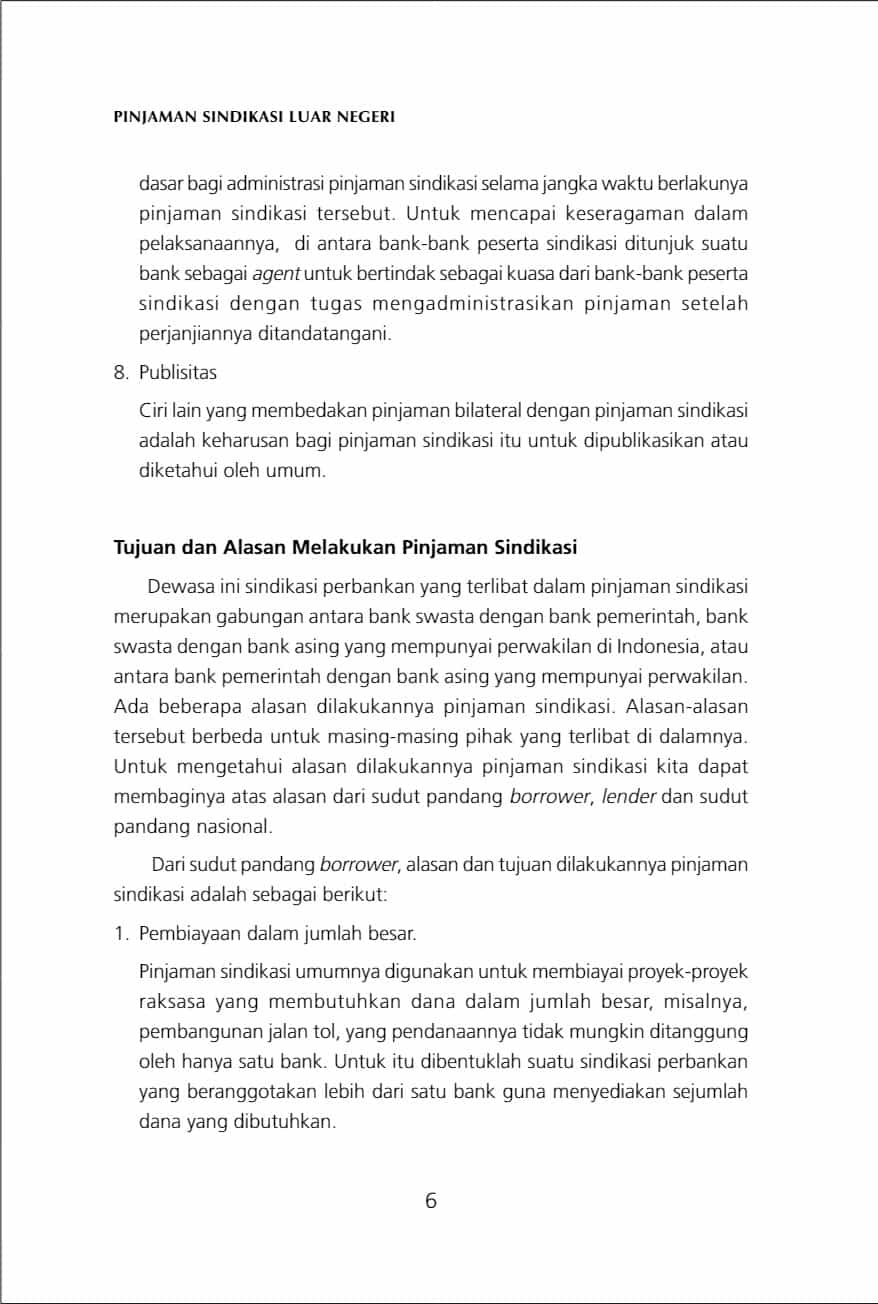 PINJAMAN SINDIKASI LUAR NEGERI
dasar bagi administrasi pinjaman sindikasi selama jangka waktu berlakunya
pinjaman sindikasi tersebut. Untuk mencapai keseragaman dalam
pelaksanaannya, di antara bank-bank peserta sindikasi ditunjuk suatu
bank sebagai agent untuk bertindak sebagai kuasa dari bank-bank peserta
sindikasi dengan tugas mengadministrasikan pinjaman setelah
perjanjiannya ditandatangani.
8. Publisitas
Ciri lain yang membedakan pinjaman bilateral dengan pinjaman sindikasi
adalah keharusan bagi pinjaman sindikasi itu untuk dipublikasikan atau
diketahui oleh umum.
Tujuan dan Alasan Melakukan Pinjaman Sindikasi
Dewasa ini sindikasi perbankan yang terlibat dalam pinjaman sindikasi
merupakan gabungan antara bank swasta dengan bank pemerintah, bank
swasta dengan bank asing yang mempunyai perwakilan di Indonesia, atau
antara bank pemerintah dengan bank asing yang mempunyai perwakilan.
Ada beberapa alasan dilakukannya pinjaman sindikasi. Alasan-alasan
tersebut berbeda untuk masing-masing pihak yang terlibat di dalamnya.
Untuk mengetahui alasan dilakukannya pinjaman sindikasi kita dapat
membaginya atas alasan dari sudut pandang borrower, lender dan sudut
pandang nasional.
Dari sudut pandang borrower, alasan dan tujuan dilakukannya pinjaman
sindikasi adalah sebagai berikut:
1. Pembiayaan dalam jumlah besar.
Pinjaman sindikasi umumnya digunakan untuk membiayai proyek-proyek
raksasa yang membutuhkan dana dalam jumlah besar, misalnya,
pembangunan jalan tol, yang pendanaannya tidak mungkin ditanggung
oleh hanya satu bank. Untuk itu dibentuklah suatu sindikasi perbankan
yang beranggotakan lebih dari satu bank guna menyediakan sejumlah
dana yang dibutuhkan.
6